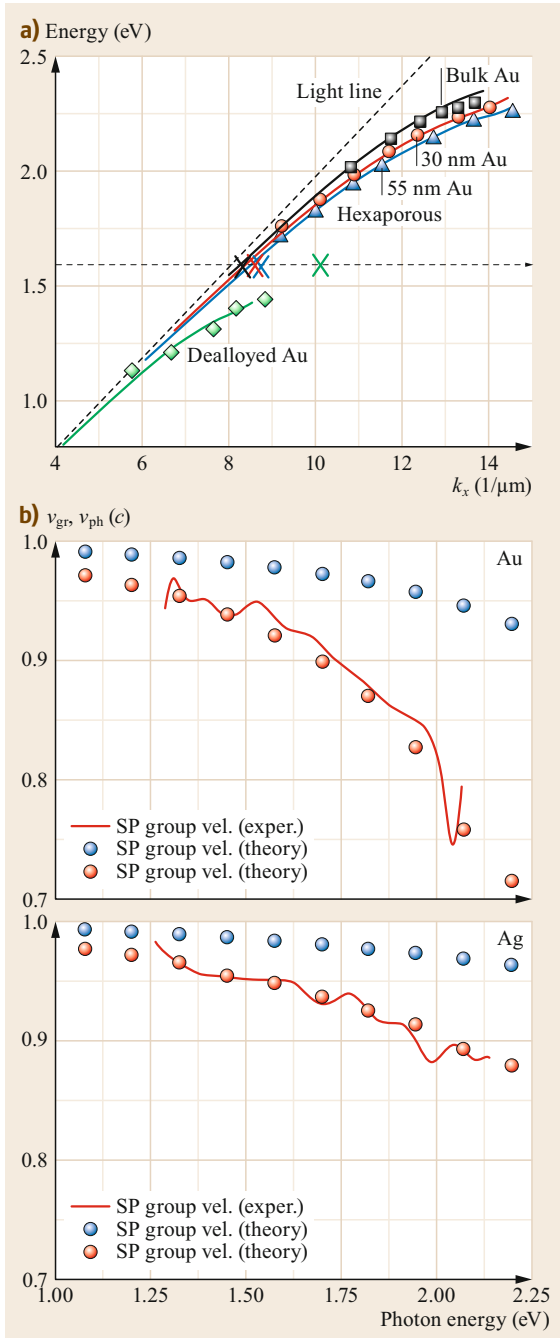 a) Energy (eV)
2.5
Bulk Au
Light line
30 nm Au
2.0
55 nm Au
Hexaporous
1.5
Dealloyed Au
1.0
4 6 8 10 12 14
kx (1/µm)
b) vgr, vph (c)
1.0
Au
0.9
0.8
SP group vel. (exper.)
SP group vel. (theory)
SP group vel. (theory)
0.7
1.0
Ag
0.9
0.8
SP group vel. (exper.)
SP group vel. (theory)
SP group vel. (theory)
0.7
1.00 1.25 1.50 1.75 2.00 2.25
Photon energy (eV)